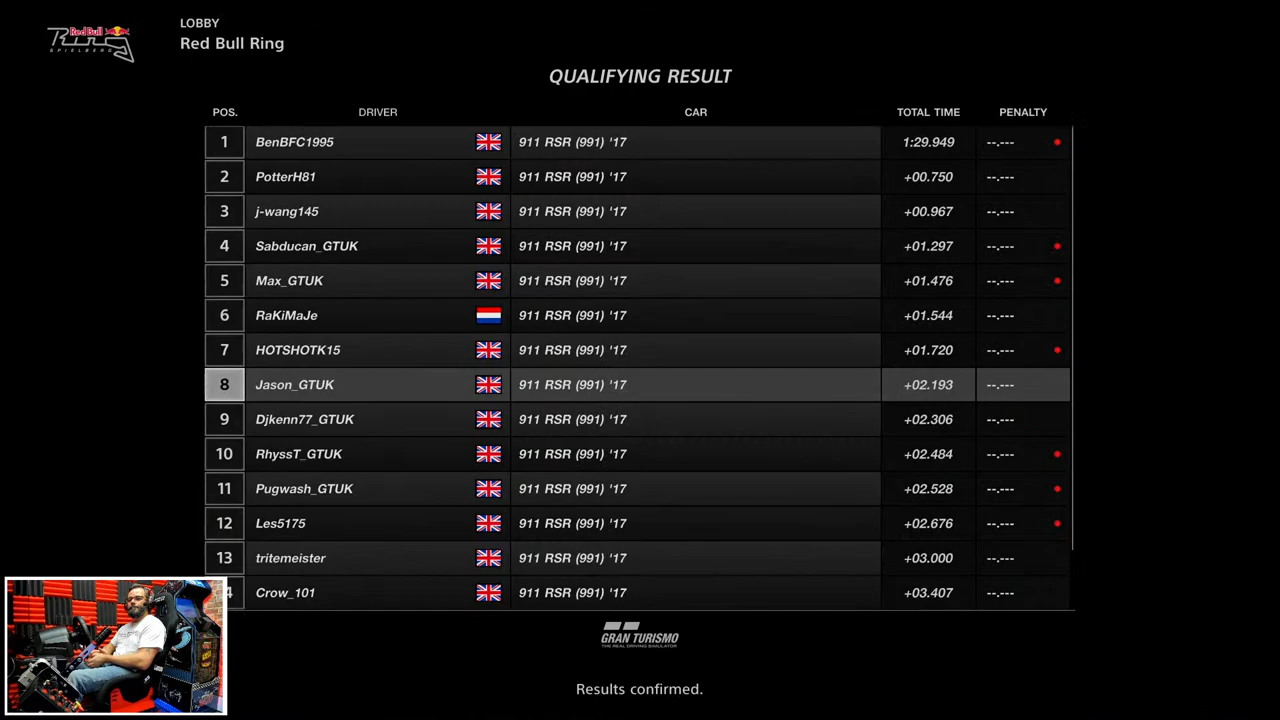 LOBBY
Red Bull Ring
Red Bull
Ring
SPIELBERG
QUALIFYING RESULT
POS. DRIVER CAR TOTAL TIME PENALTY
1 BenBFC1995 911 RSR (991) '17 1:29.949 --.---
2 PotterH81 911 RSR (991) '17 +00.750 --.---
3 j-wang145 911 RSR (991) '17 +00.967 --.---
4 Sabducan_GTUK 911 RSR (991) '17 +01.297 --.---
5 Max_GTUK 911 RSR (991) '17 +01.476 --.---
6 RaKiMaJe 911 RSR (991) '17 +01.544 --.---
7 HOTSHOTK15 911 RSR (991) '17 +01.720 --.---
8 Jason_GTUK 911 RSR (991) '17 +02.193 --.---
9 Djkenn77_GTUK 911 RSR (991) '17 +02.306 --.---
10 RhyssT_GTUK 911 RSR (991) '17 +02.484 --.---
11 Pugwash_GTUK 911 RSR (991) '17 +02.528 --.---
12 Les5175 911 RSR (991) '17 +02.676 --.---
13 tritemeister 911 RSR (991) '17 +03.000 --.---
4 Crow_101 911 RSR (991) '17 +03.407 --.---
GRAN TURISMO
THE REAL DRIVING SIMULATOR
Results confirmed.